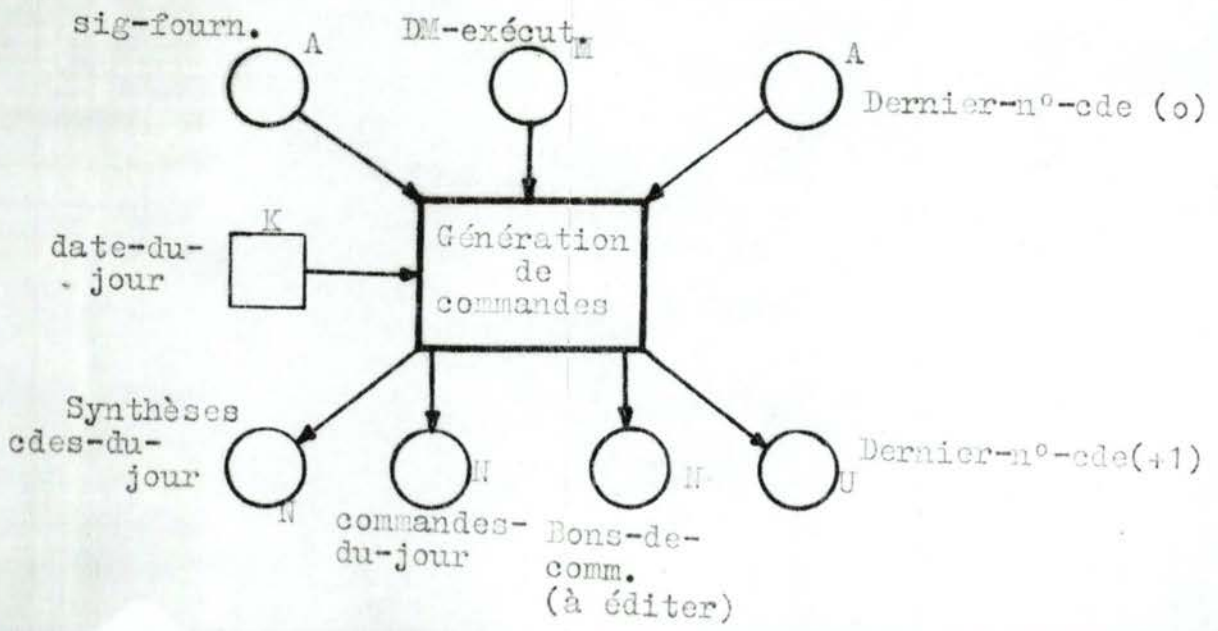 sig-fourn.
A
DM-exécut.
M
A
Dernier-n°-cde (o)
K
date-du-
jour
Génération
de
commandes
Synthèses
cdes-du-
jour
N
N
commandes-
du-jour
N
Bons-de-
comm.
(à éditer)
U
Dernier-n°-cde(+1)